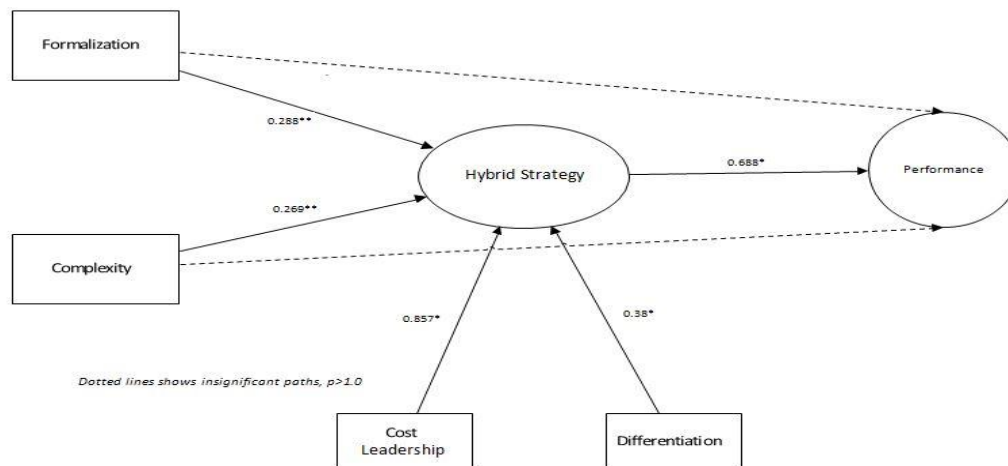 Formalization
0.288**
Hybrid Strategy
0.688*
Performance
0.269**
Complexity
0.857*
0.38*
Dotted lines shows insignificant paths, p>1.0
Cost
Leadership
Differentiation